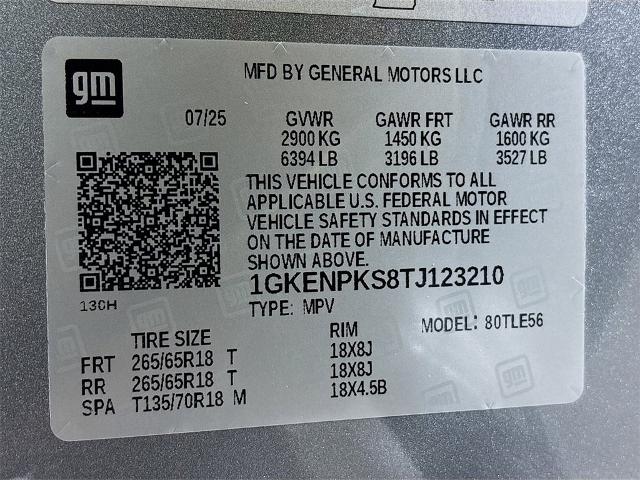 gm
MFD BY GENERAL MOTORS LLC
07/25 GVWR GAWR FRT GAWR RR
2900 KG 1450 KG 1600 KG
6394 LB 3196 LB 3527 LB
THIS VEHICLE CONFORMS TO ALL
APPLICABLE U.S. FEDERAL MOTOR
VEHICLE SAFETY STANDARDS IN EFFECT
ON THE DATE OF MANUFACTURE
SHOWN ABOVE.
1GKENPKS8TJ123210
130H
TYPE: MPV
MODEL: 80TLE56
TIRE SIZE RIM
FRT 265/65R18 T 18X8J
RR 265/65R18 T 18X8J
SPA T135/70R18 M 18X4.5B
gm